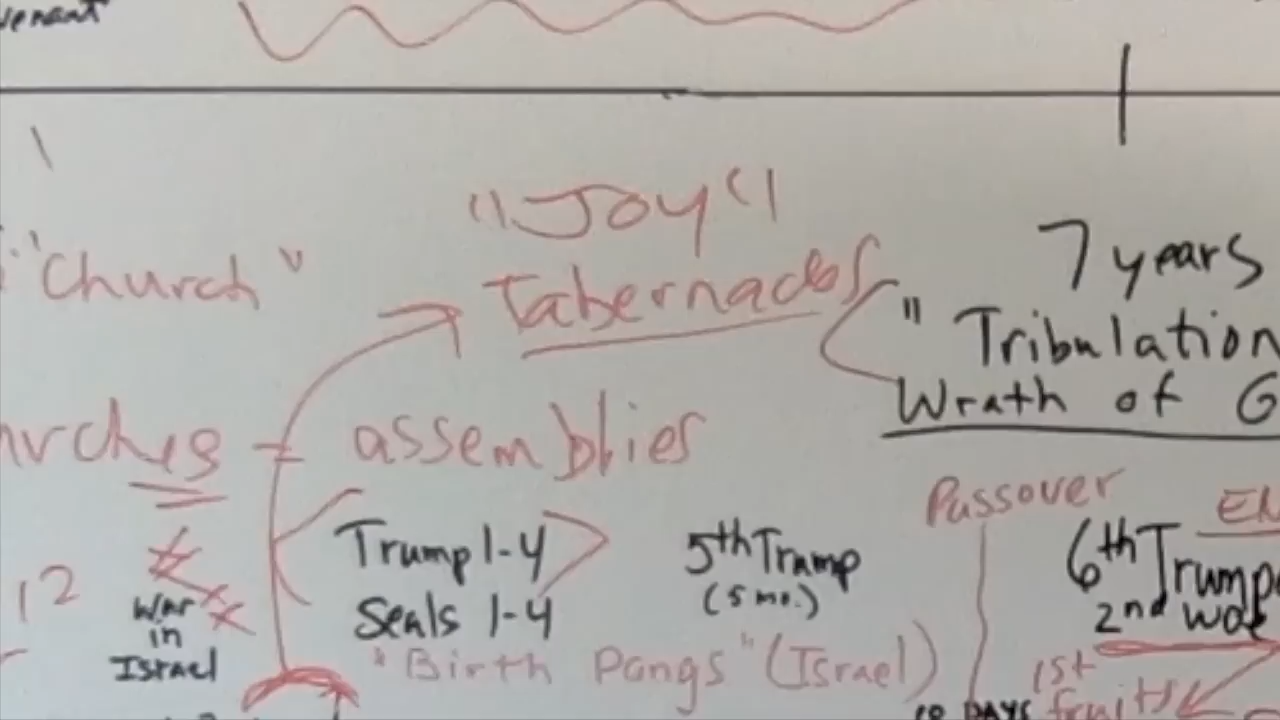 "Joy"
"Church"
Tabernacles
7 years
"Tribulation
Wrath of G
assemblies
Passover
Trump 1-4
5th Trump
6th Trump
(5 mo.)
2nd woe
Seals 1-4
12
War
in
Israel
"Birth Pangs" (Israel)
1st
fruits
10 DAYS